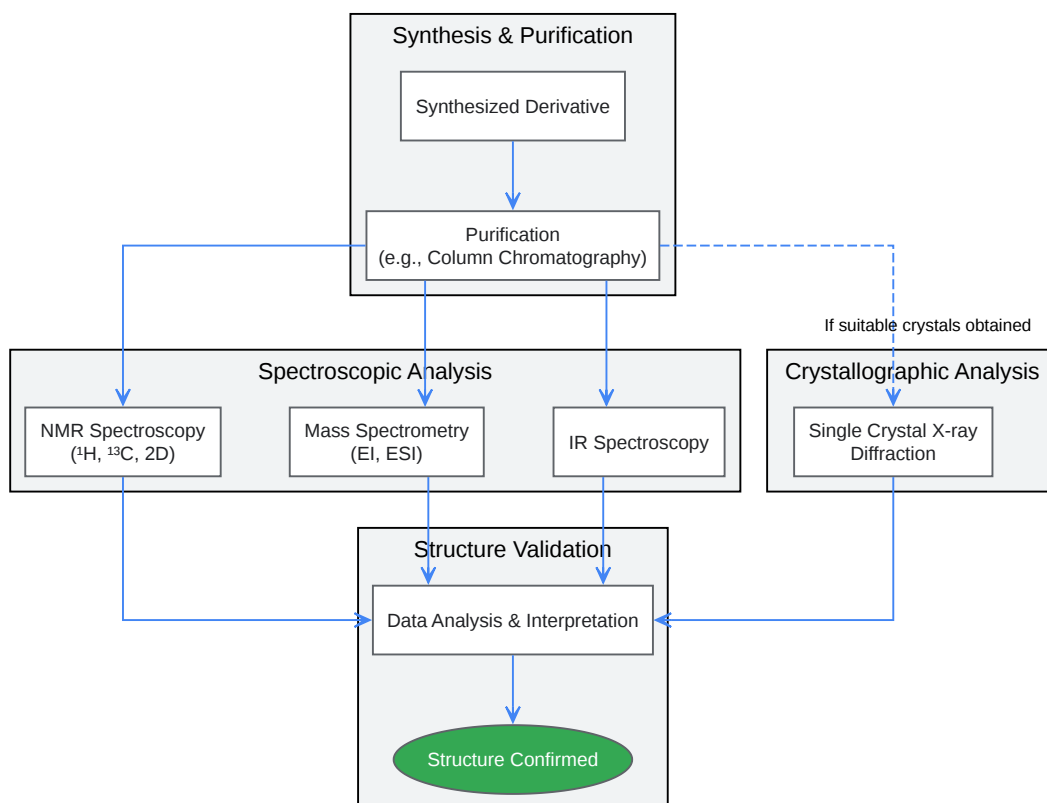 Synthesis & Purification
Synthesized Derivative
Purification
(e.g., Column Chromatography)
If suitable crystals obtained
Spectroscopic Analysis
Crystallographic Analysis
NMR Spectroscopy
(¹H, ¹³C, 2D)
Mass Spectrometry
(EI, ESI)
IR Spectroscopy
Single Crystal X-ray
Diffraction
Structure Validation
Data Analysis & Interpretation
Structure Confirmed